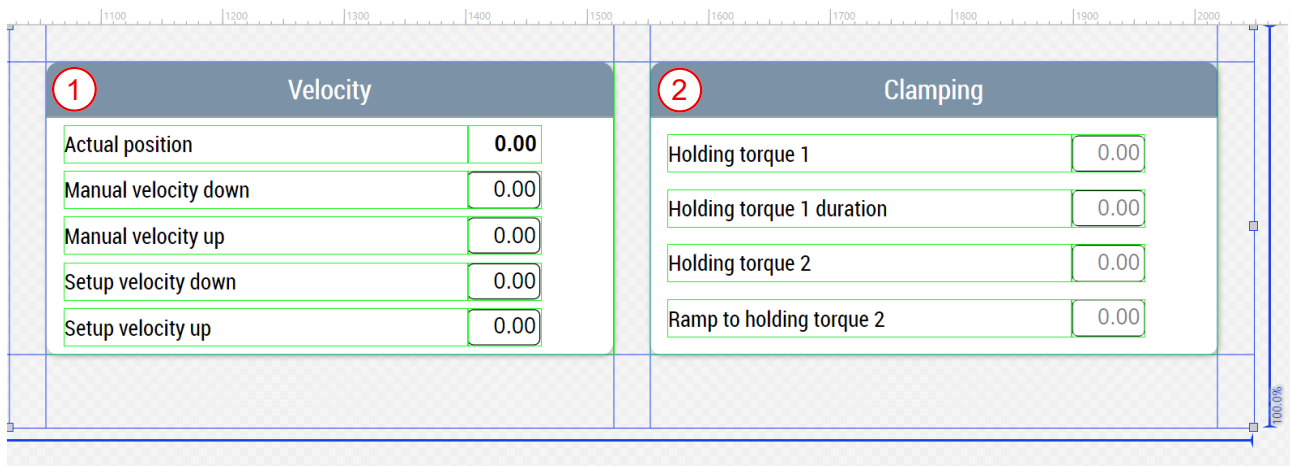 1100 1200 1300 1400 1500 1600 1700 1800 1900 2000
1 Velocity
Actual position 0.00
Manual velocity down 0.00
Manual velocity up 0.00
Setup velocity down 0.00
Setup velocity up 0.00
2 Clamping
Holding torque 1 0.00
Holding torque 1 duration 0.00
Holding torque 2 0.00
Ramp to holding torque 2 0.00
100.0%